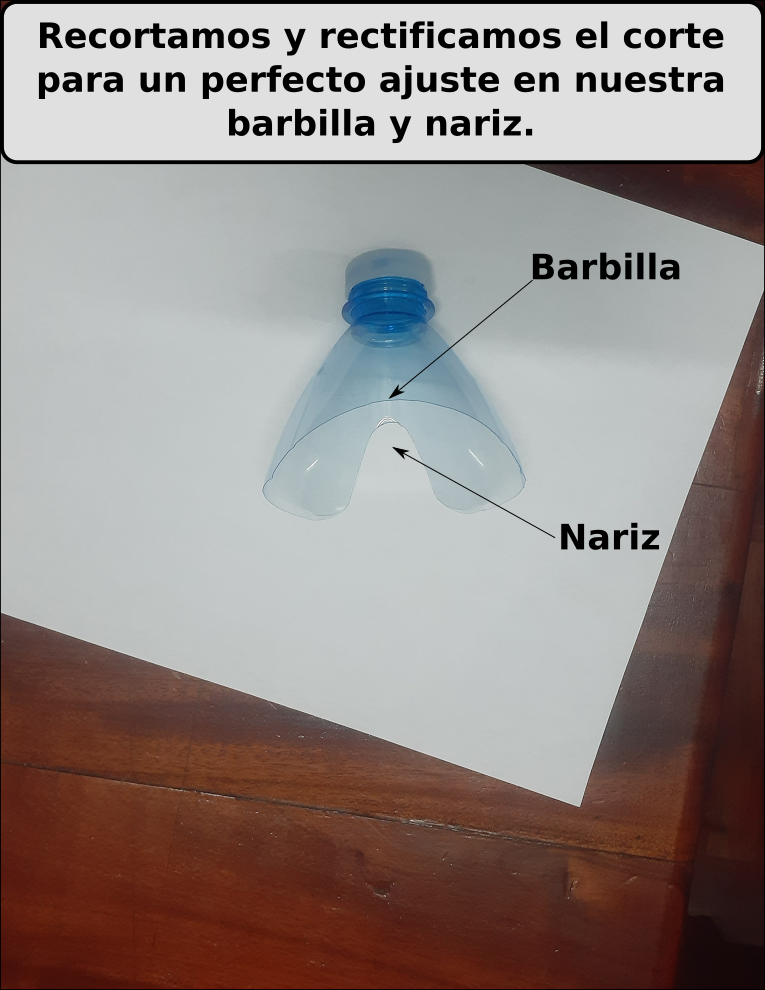 Recortamos y rectificamos el corte
para un perfecto ajuste en nuestra
barbilla y nariz.
Barbilla
Nariz